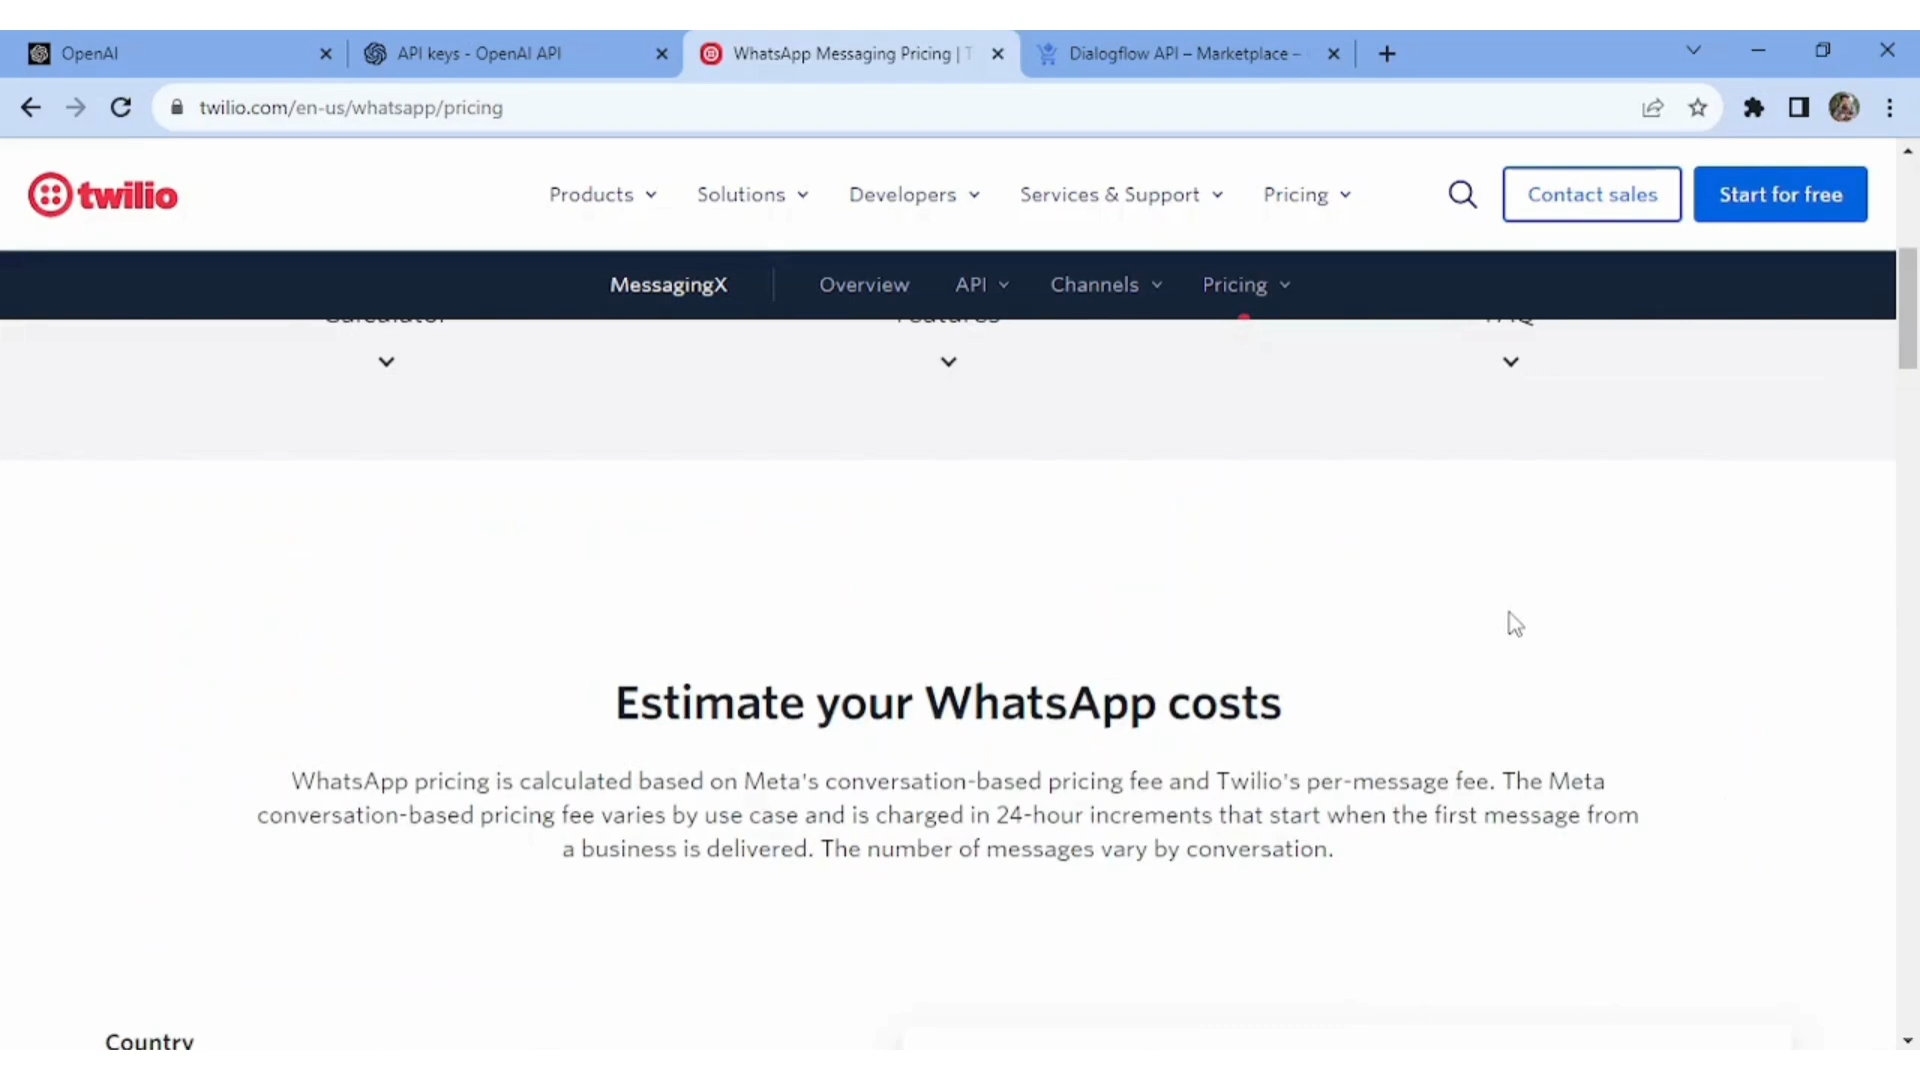 OpenAI
API keys - OpenAI API
WhatsApp Messaging Pricing | T
Dialogflow API – Marketplace –
twilio.com/en-us/whatsapp/pricing
twilio
Products
Solutions
Developers
Services & Support
Pricing
Contact sales
Start for free
MessagingX
Overview
API
Channels
Pricing
Calculator
Features
FAQ
Estimate your WhatsApp costs
WhatsApp pricing is calculated based on Meta's conversation-based pricing fee and Twilio's per-message fee. The Meta
conversation-based pricing fee varies by use case and is charged in 24-hour increments that start when the first message from
a business is delivered. The number of messages vary by conversation.
Country